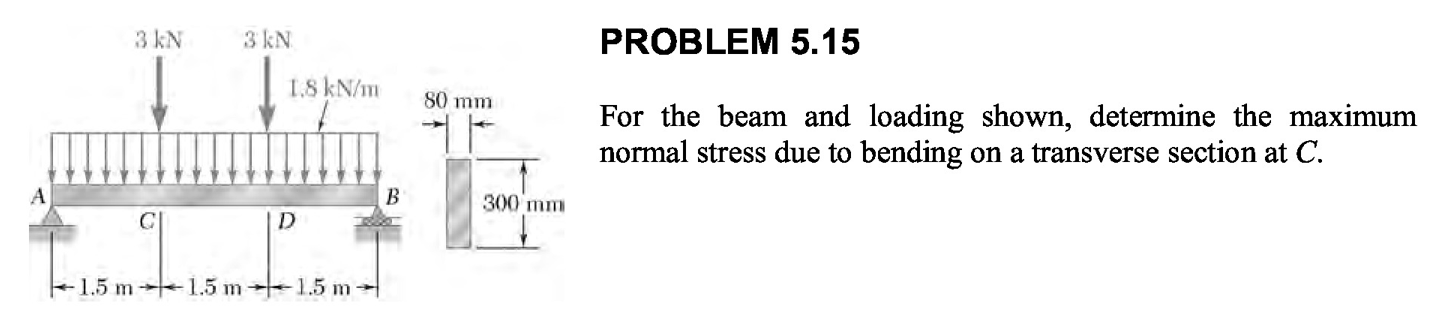 PROBLEM 5.15
For the beam and loading shown, determine the maximum
normal stress due to bending on a transverse section at C.
3 kN
3 kN
1.8 kN/m
80 mm
A
B
C
D
300 mm
1.5 m
1.5 m
1.5 m